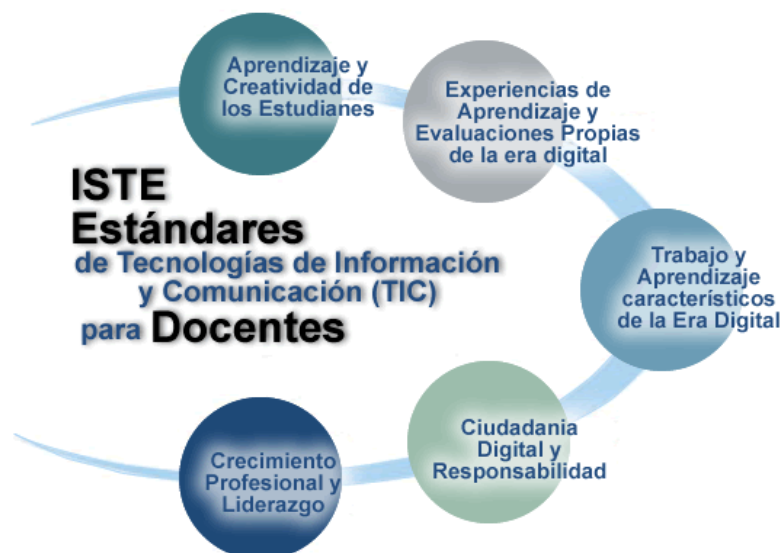 Aprendizaje y
Creatividad de
los Estudianes
Experiencias de
Aprendizaje y
Evaluaciones Propias
de la era digital
ISTE
Estándares
de Tecnologías de Información
y Comunicación (TIC)
para Docentes
Trabajo y
Aprendizaje
característicos
de la Era Digital
Ciudadania
Digital y
Responsabilidad
Crecimiento
Profesional y
Liderazgo